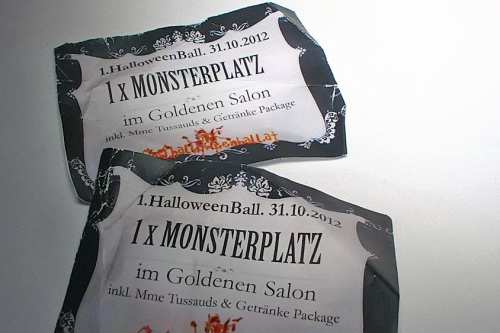 1.HalloweenBall. 31.10.2012
1 x MONSTERPLATZ
im Goldenen Salon
inkl. Mme Tussauds & Getränke Package
1.HalloweenBall. 31.10.2012
1 x MONSTERPLATZ
im Goldenen Salon
inkl. Mme Tussauds & Getränke Package